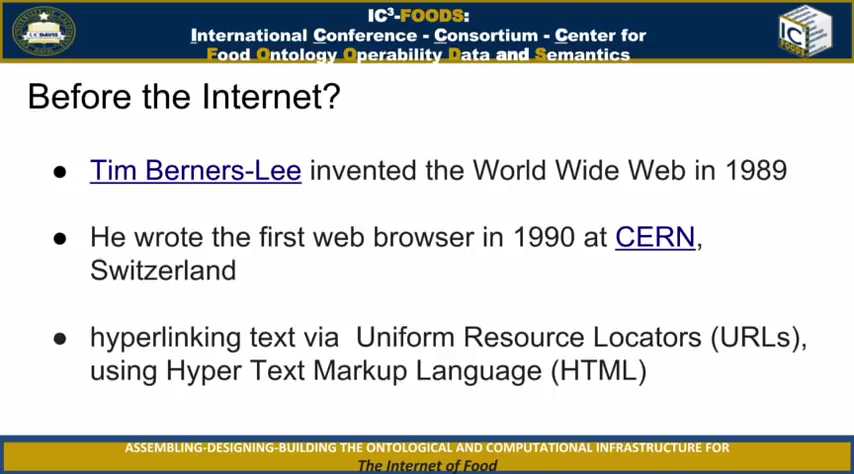 IC³-FOODS:
International Conference - Consortium - Center for
Food Ontology Operability Data and Semantics
UCDAVIS
IC
FOODS
Before the Internet?
● Tim Berners-Lee invented the World Wide Web in 1989
● He wrote the first web browser in 1990 at CERN,
Switzerland
● hyperlinking text via  Uniform Resource Locators (URLs),
using Hyper Text Markup Language (HTML)
ASSEMBLING-DESIGNING-BUILDING THE ONTOLOGICAL AND COMPUTATIONAL INFRASTRUCTURE FOR
The Internet of Food